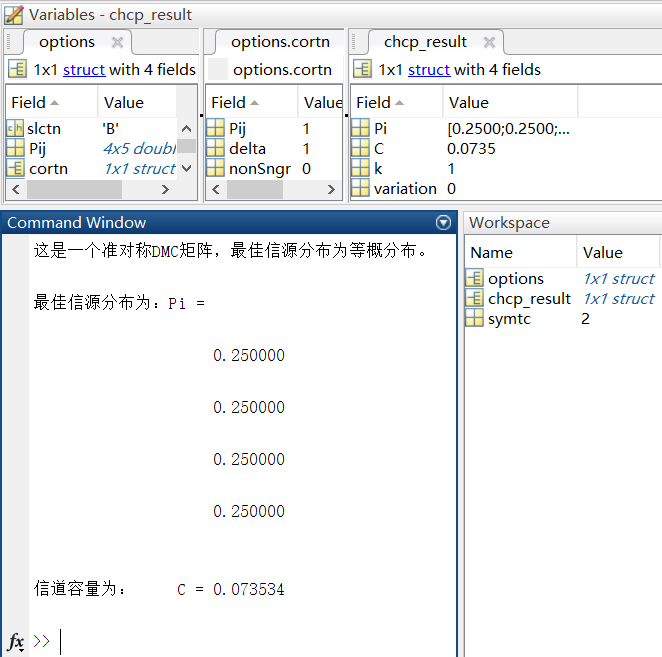 Variables - chcp_result
options
1x1 struct with 4 fields
Field Value
slctn 'B'
Pij 4x5 doubl
cortn 1x1 struct
options.cortn
options.cortn
Field Value
Pij 1
delta 1
nonSngr 0
chcp_result
1x1 struct with 4 fields
Field Value
Pi [0.2500;0.2500;...
C 0.0735
k 1
variation 0
Command Window
这是一个准对称DMC矩阵，最佳信源分布为等概分布。
最佳信源分布为：Pi =
0.250000
0.250000
0.250000
0.250000
信道容量为： C = 0.073534
fx >>
Workspace
Name Value
options 1x1 struct
chcp_result 1x1 struct
symtc 2